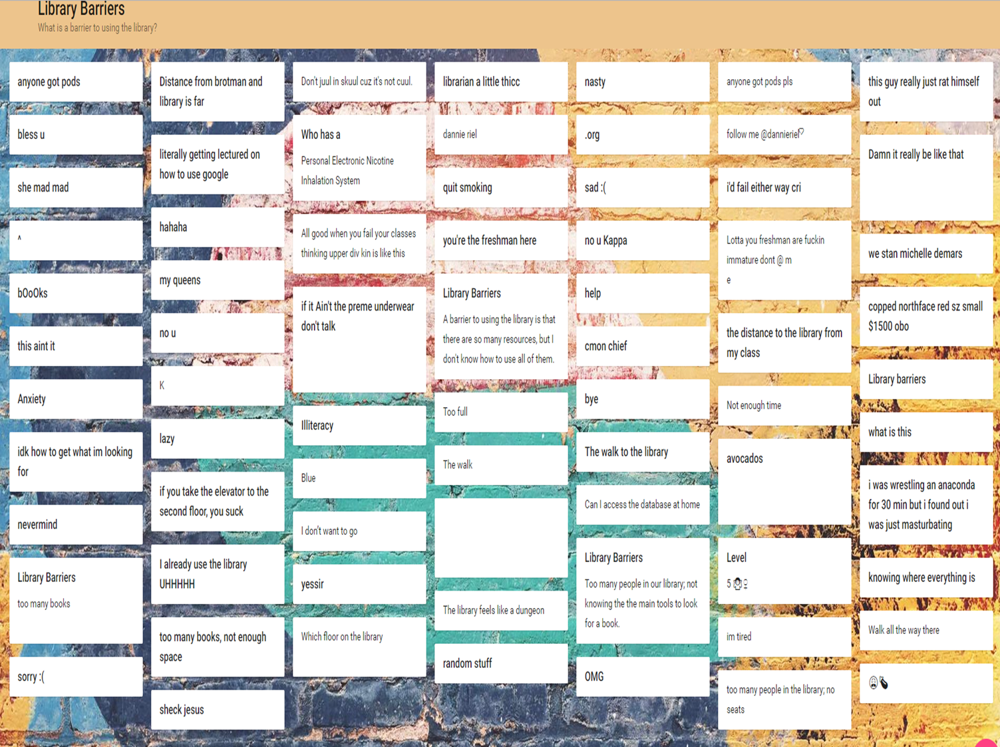 Library Barriers
What is a barrier to using the library?
anyone got pods
bless u
she mad mad
^
bOoOks
this aint it
Anxiety
idk how to get what im looking
for
nevermind
Library Barriers
too many books
sorry :(
Distance from brotman and
library is far
literally getting lectured on
how to use google
hahaha
my queens
no u
K
lazy
if you take the elevator to the
second floor, you suck
I already use the library
UHHHHH
too many books, not enough
space
sheck jesus
Don't juul in skuul cuz it's not cuul.
Who has a
Personal Electronic Nicotine
Inhalation System
All good when you fail your classes
thinking upper div kin is like this
if it Ain't the preme underwear
don't talk
Illiteracy
Blue
I don't want to go
yessir
Which floor on the library
librarian a little thicc
dannie riel
quit smoking
you're the freshman here
Library Barriers
A barrier to using the library is that
there are so many resources, but I
don't know how to use all of them.
Too full
The walk
The library feels like a dungeon
random stuff
nasty
.org
sad :(
no u Kappa
help
cmon chief
bye
The walk to the library
Can I access the database at home
Library Barriers
Too many people in our library; not
knowing the the main tools to look
for a book.
OMG
anyone got pods pls
follow me @dannieriel♡
i'd fail either way cri
Lotta you freshman are fuckin
immature dont @ m
e
the distance to the library from
my class
Not enough time
avocados
Level
5
im tired
too many people in the library; no
seats
this guy really just rat himself
out
Damn it really be like that
we stan michelle demars
copped northface red sz small
$1500 obo
Library barriers
what is this
i was wrestling an anaconda
for 30 min but i found out i
was just masturbating
knowing where everything is
Walk all the way there